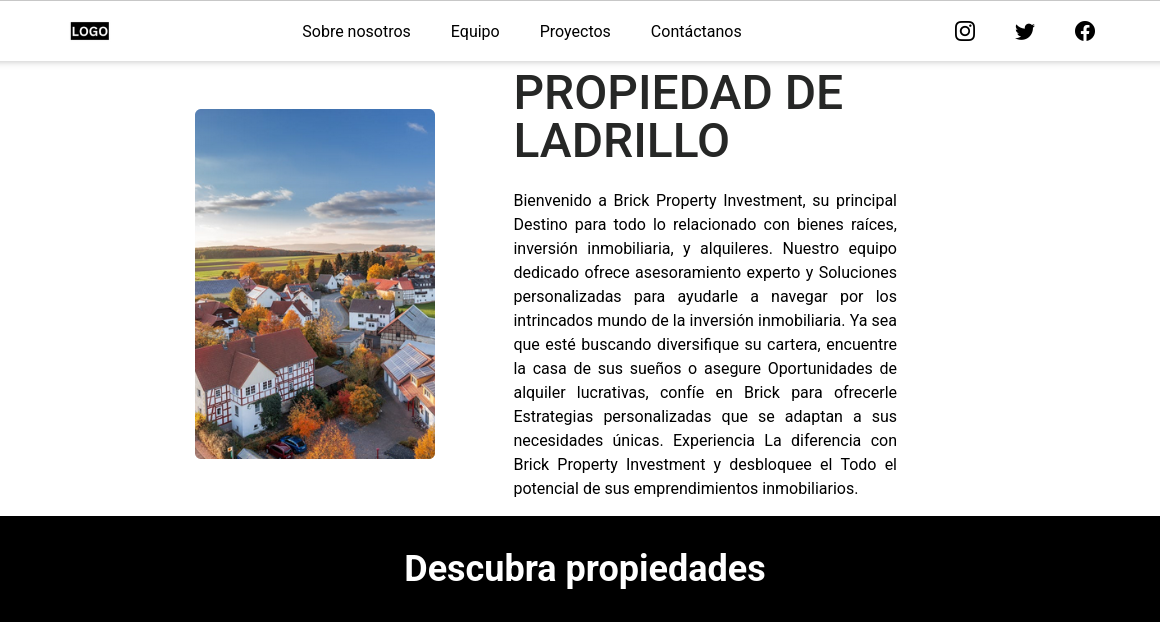 LOGO
Sobre nosotros
Equipo
Proyectos
Contáctanos
PROPIEDAD DE
LADRILLO
Bienvenido a Brick Property Investment, su principal
Destino para todo lo relacionado con bienes raíces,
inversión inmobiliaria, y alquileres. Nuestro equipo
dedicado ofrece asesoramiento experto y Soluciones
personalizadas para ayudarle a navegar por los
intrincados mundo de la inversión inmobiliaria. Ya sea
que esté buscando diversifique su cartera, encuentre
la casa de sus sueños o asegure Oportunidades de
alquiler lucrativas, confíe en Brick para ofrecerle
Estrategias personalizadas que se adaptan a sus
necesidades únicas. Experiencia La diferencia con
Brick Property Investment y desbloquee el Todo el
potencial de sus emprendimientos inmobiliarios.
Descubra propiedades